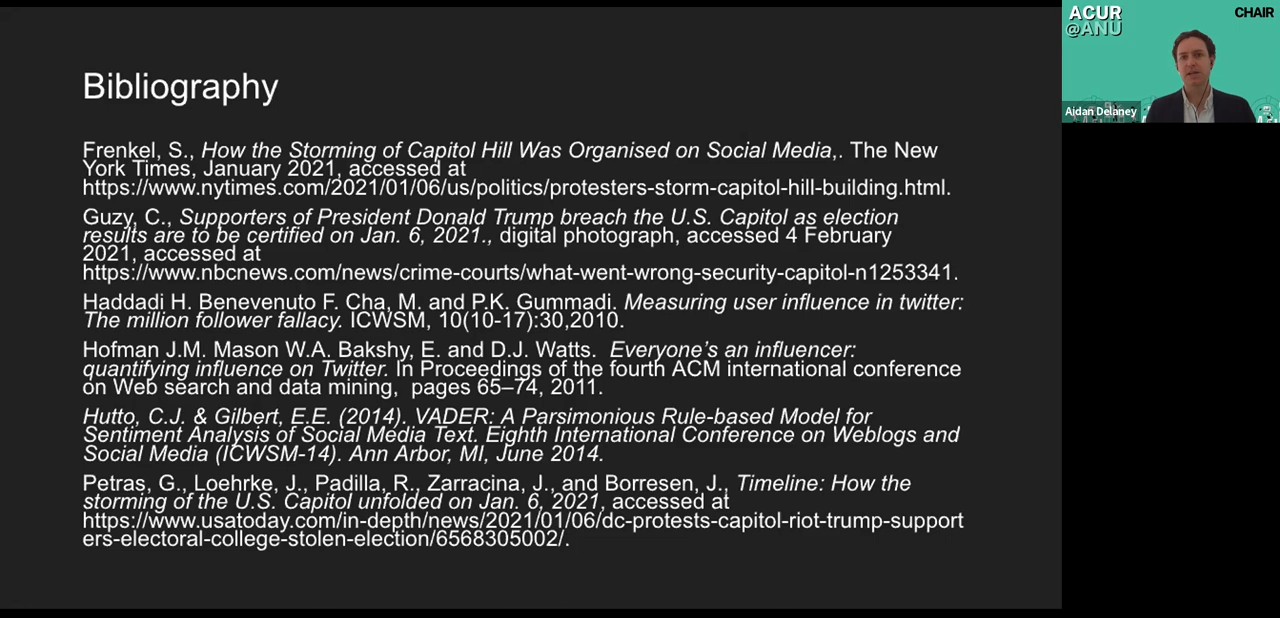 Bibliography
Frenkel, S., How the Storming of Capitol Hill Was Organised on Social Media,. The New
York Times, January 2021, accessed at
https://www.nytimes.com/2021/01/06/us/politics/protesters-storm-capitol-hill-building.html.
Guzy, C., Supporters of President Donald Trump breach the U.S. Capitol as election
results are to be certified on Jan. 6, 2021., digital photograph, accessed 4 February
2021, accessed at
https://www.nbcnews.com/news/crime-courts/what-went-wrong-security-capitol-n1253341.
Haddadi H. Benevenuto F. Cha, M. and P.K. Gummadi. Measuring user influence in twitter:
The million follower fallacy. ICWSM, 10(10-17):30,2010.
Hofman J.M. Mason W.A. Bakshy, E. and D.J. Watts. Everyone’s an influencer:
quantifying influence on Twitter. In Proceedings of the fourth ACM international conference
on Web search and data mining, pages 65–74, 2011.
Hutto, C.J. & Gilbert, E.E. (2014). VADER: A Parsimonious Rule-based Model for
Sentiment Analysis of Social Media Text. Eighth International Conference on Weblogs and
Social Media (ICWSM-14). Ann Arbor, MI, June 2014.
Petras, G., Loehrke, J., Padilla, R., Zarracina, J., and Borresen, J., Timeline: How the
storming of the U.S. Capitol unfolded on Jan. 6, 2021, accessed at
https://www.usatoday.com/in-depth/news/2021/01/06/dc-protests-capitol-riot-trump-support
ers-electoral-college-stolen-election/6568305002/.
ACUR
@ANU
CHAIR
Aidan Delaney